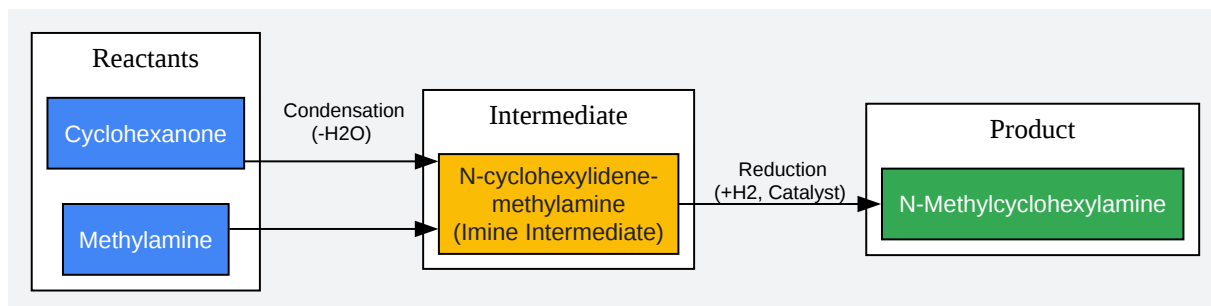 Reactants
Cyclohexanone
Methylamine
Condensation
(-H2O)
Intermediate
N-cyclohexylidene-
methylamine
(Imine Intermediate)
Reduction
(+H2, Catalyst)
Product
N-Methylcyclohexylamine